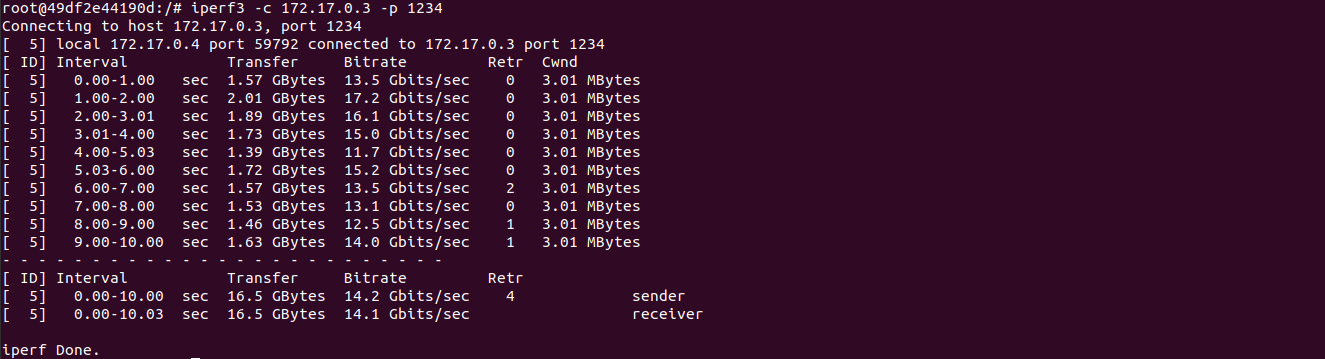 root@49df2e44190d:/# iperf3 -c 172.17.0.3 -p 1234
Connecting to host 172.17.0.3, port 1234
[  5] local 172.17.0.4 port 59792 connected to 172.17.0.3 port 1234
[ ID] Interval           Transfer     Bitrate         Retr  Cwnd
[  5]   0.00-1.00   sec  1.57 GBytes  13.5 Gbits/sec    0   3.01 MBytes
[  5]   1.00-2.00   sec  2.01 GBytes  17.2 Gbits/sec    0   3.01 MBytes
[  5]   2.00-3.01   sec  1.89 GBytes  16.1 Gbits/sec    0   3.01 MBytes
[  5]   3.01-4.00   sec  1.73 GBytes  15.0 Gbits/sec    0   3.01 MBytes
[  5]   4.00-5.03   sec  1.39 GBytes  11.7 Gbits/sec    0   3.01 MBytes
[  5]   5.03-6.00   sec  1.72 GBytes  15.2 Gbits/sec    0   3.01 MBytes
[  5]   6.00-7.00   sec  1.57 GBytes  13.5 Gbits/sec    2   3.01 MBytes
[  5]   7.00-8.00   sec  1.53 GBytes  13.1 Gbits/sec    0   3.01 MBytes
[  5]   8.00-9.00   sec  1.46 GBytes  12.5 Gbits/sec    1   3.01 MBytes
[  5]   9.00-10.00  sec  1.63 GBytes  14.0 Gbits/sec    1   3.01 MBytes
- - - - - - - - - - - - - - - - - - - - - - - - -
[ ID] Interval           Transfer     Bitrate         Retr
[  5]   0.00-10.00  sec  16.5 GBytes  14.2 Gbits/sec    4             sender
[  5]   0.00-10.03  sec  16.5 GBytes  14.1 Gbits/sec                  receiver
iperf Done.